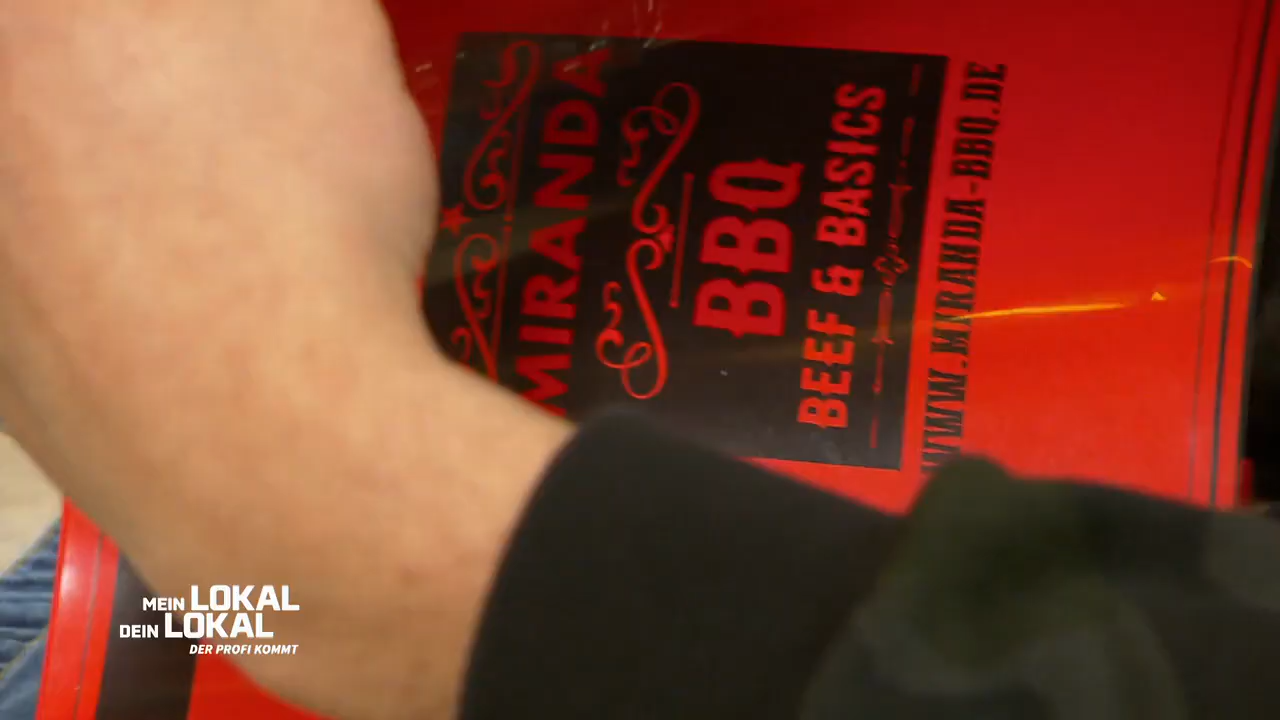 MIRANDA
BBQ
BEEF & BASICS
WWW.MIRANDA-BBQ.DE
MEIN LOKAL
DEIN LOKAL
DER PROFI KOMMT